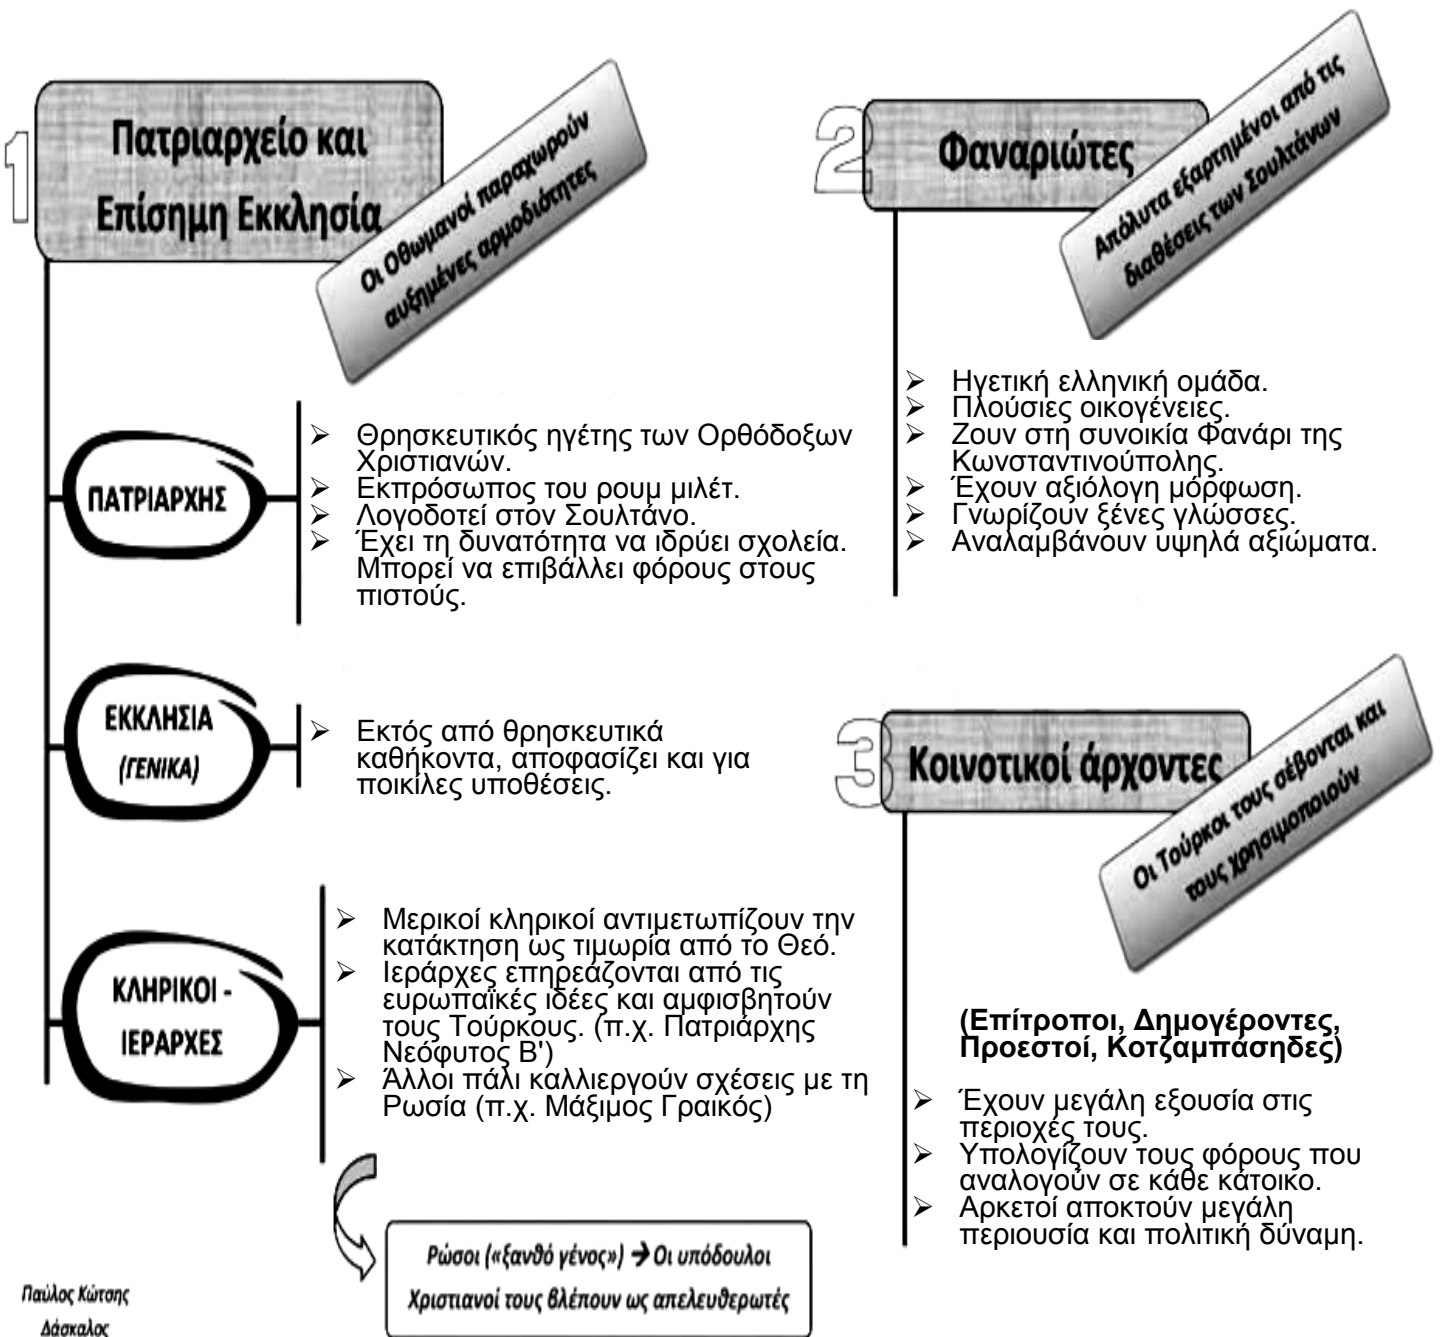 1
Πατριαρχείο και
Επίσημη Εκκλησία
Οι Οθωμανοί παραχωρούν
αυξημένες αρμοδιότητες
ΠΑΤΡΙΑΡΧΗΣ
➢ Θρησκευτικός ηγέτης των Ορθόδοξων
Χριστιανών.
➢ Εκπρόσωπος του ρουμ μιλέτ.
➢ Λογοδοτεί στον Σουλτάνο.
➢ Έχει τη δυνατότητα να ιδρύει σχολεία.
Μπορεί να επιβάλλει φόρους στους
πιστούς.
ΕΚΚΛΗΣΙΑ
(ΓΕΝΙΚΑ)
➢ Εκτός από θρησκευτικά
καθήκοντα, αποφασίζει και για
ποικίλες υποθέσεις.
ΚΛΗΡΙΚΟΙ -
ΙΕΡΑΡΧΕΣ
➢ Μερικοί κληρικοί αντιμετωπίζουν την
κατάκτηση ως τιμωρία από το Θεό.
➢ Ιεράρχες επηρεάζονται από τις
ευρωπαϊκές ιδέες και αμφισβητούν
τους Τούρκους. (π.χ. Πατριάρχης
Νεόφυτος Β')
➢ Άλλοι πάλι καλλιεργούν σχέσεις με τη
Ρωσία (π.χ. Μάξιμος Γραικός)
Ρώσοι («ξανθό γένος») ➔ Οι υπόδουλοι
Χριστιανοί τους βλέπουν ως απελευθερωτές
Παύλος Κώτσης
Δάσκαλος
2
Φαναριώτες
Απόλυτα εξαρτημένοι από τις
διαθέσεις των Σουλτάνων
➢ Ηγετική ελληνική ομάδα.
➢ Πλούσιες οικογένειες.
➢ Ζουν στη συνοικία Φανάρι της
Κωνσταντινούπολης.
➢ Έχουν αξιόλογη μόρφωση.
➢ Γνωρίζουν ξένες γλώσσες.
➢ Αναλαμβάνουν υψηλά αξιώματα.
3
Κοινοτικοί άρχοντες
Οι Τούρκοι τους σέβονται και
τους χρησιμοποιούν
(Επίτροποι, Δημογέροντες,
Προεστοί, Κοτζαμπάσηδες)
➢ Έχουν μεγάλη εξουσία στις
περιοχές τους.
➢ Υπολογίζουν τους φόρους που
αναλογούν σε κάθε κάτοικο.
➢ Αρκετοί αποκτούν μεγάλη
περιουσία και πολιτική δύναμη.